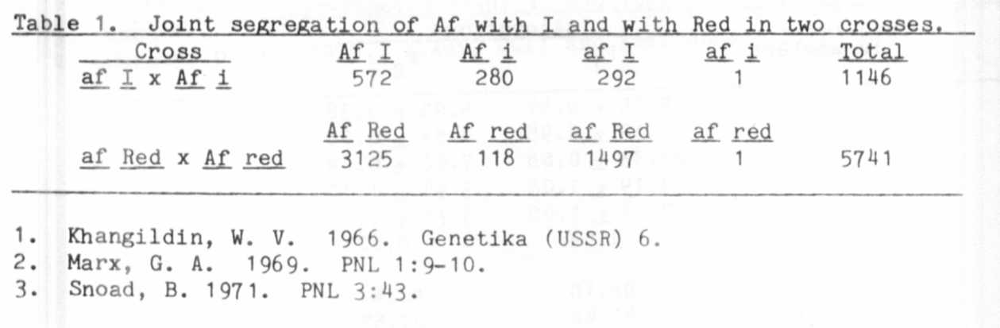 Table 1. Joint segregation of Af with I and with Red in two crosses.
Cross Af I Af i af I af i Total
af I x Af i 572 280 292 1 1146
Af Red Af red af Red af red
af Red x Af red 3125 118 1497 1 5741
1. Khangildin, W. V. 1966. Genetika (USSR) 6.
2. Marx, G. A. 1969. PNL 1:9-10.
3. Snoad, B. 1971. PNL 3:43.